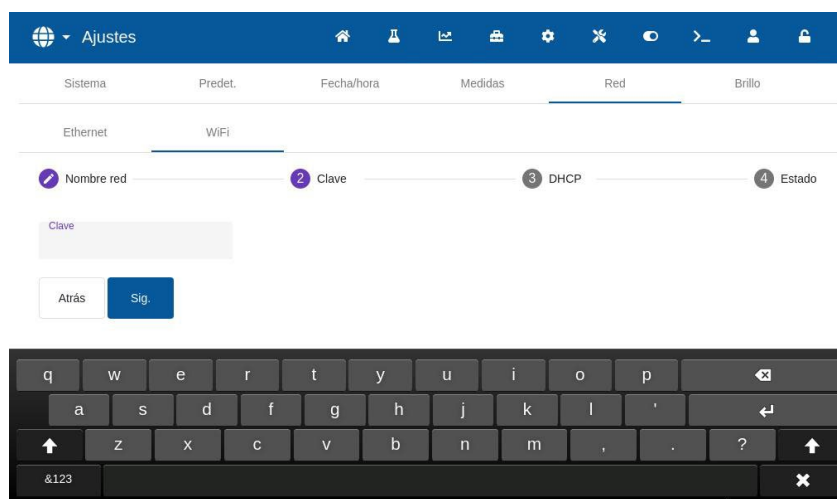 Ajustes
Sistema Predet. Fecha/hora Medidas Red Brillo
Ethernet WiFi
Nombre red 2 Clave 3 DHCP 4 Estado
Clave
Atrás Sig.
q w e r t y u i o p
a s d f g h j k l '
z x c v b n m , . ?
&123